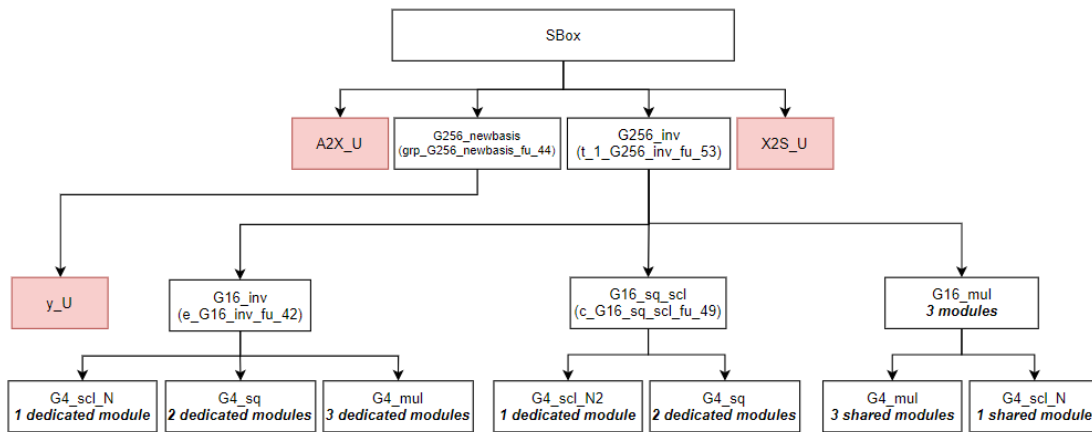 SBox
A2X_U
G256_newbasis
(grp_G256_newbasis_fu_44)
G256_inv
(t_1_G256_inv_fu_53)
X2S_U
y_U
G16_inv
(e_G16_inv_fu_42)
G16_sq_scl
(c_G16_sq_scl_fu_49)
G16_mul
3 modules
G4_scl_N
1 dedicated module
G4_sq
2 dedicated modules
G4_mul
3 dedicated modules
G4_scl_N2
1 dedicated module
G4_sq
2 dedicated modules
G4_mul
3 shared modules
G4_scl_N
1 shared module